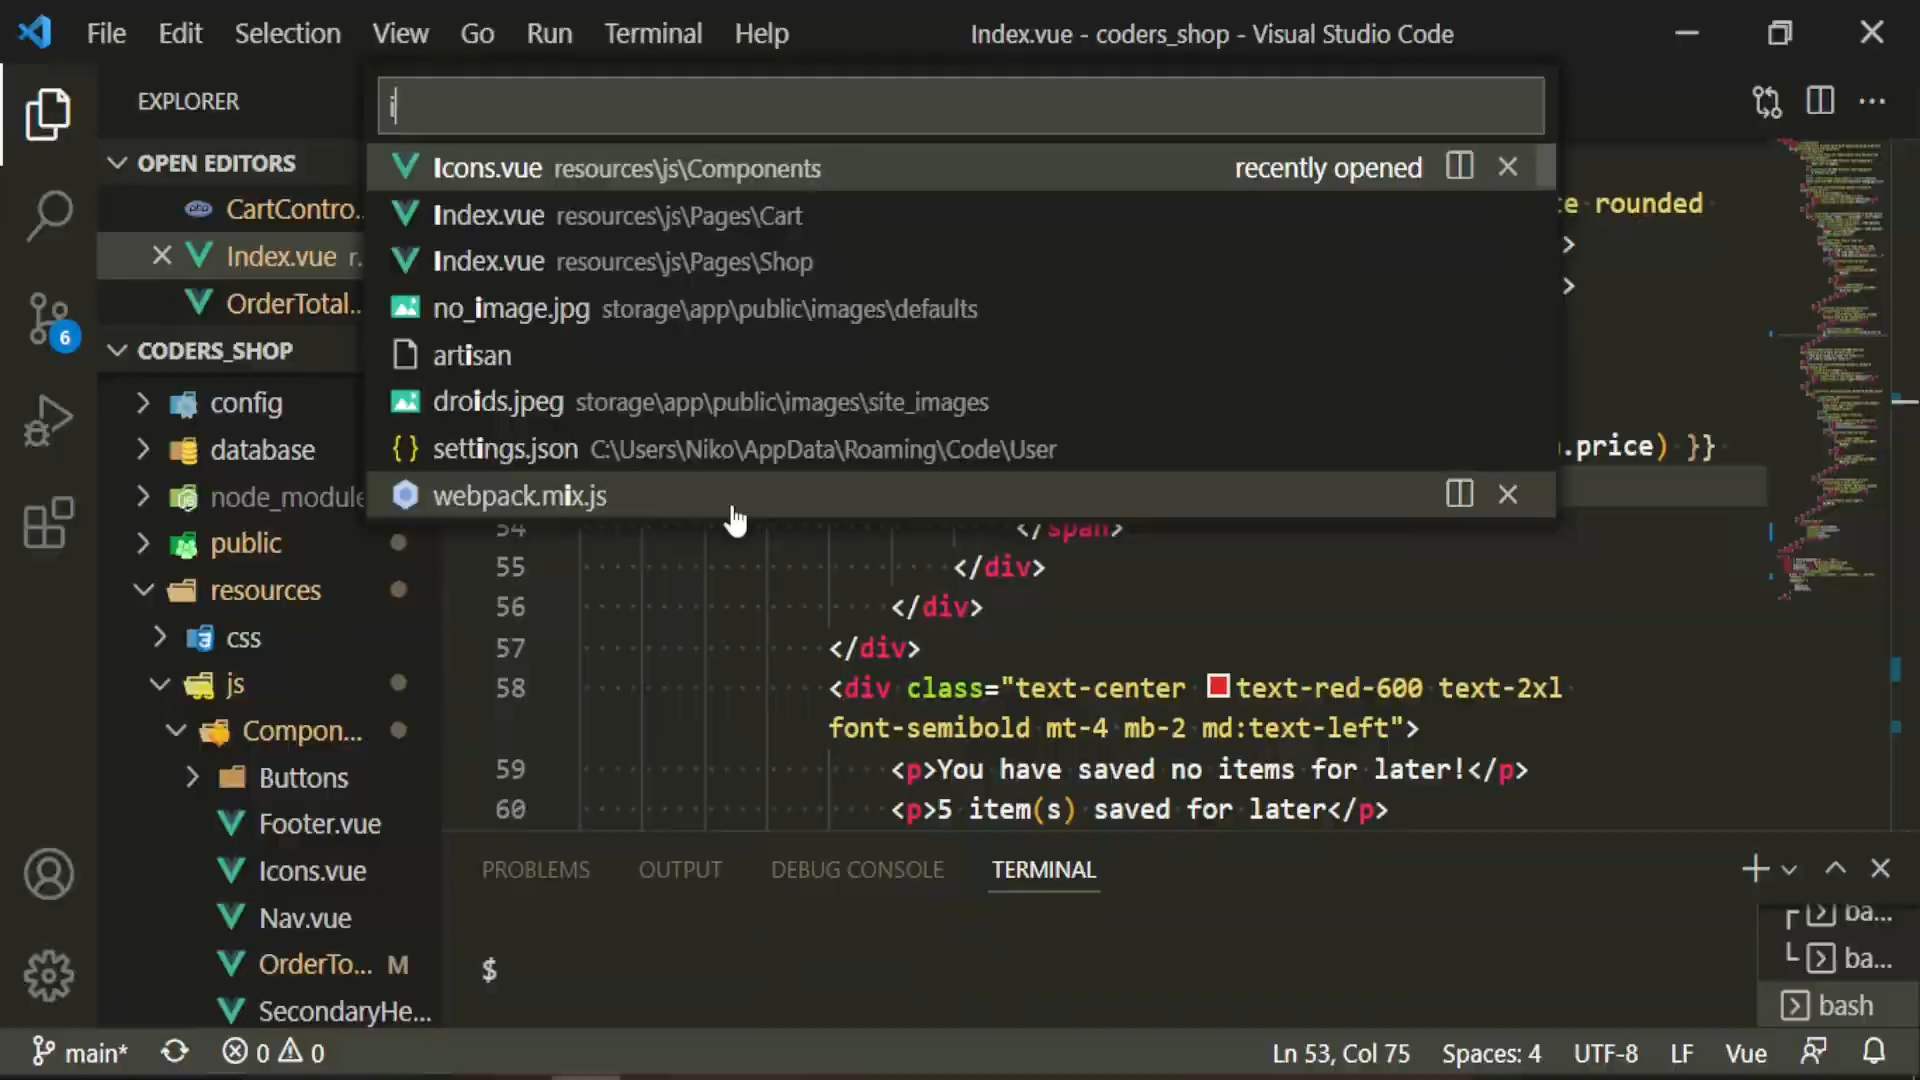 File Edit Selection View Go Run Terminal Help Index.vue - coders_shop - Visual Studio Code
EXPLORER
OPEN EDITORS
CartContro...
Index.vue r.
OrderTotal...
CODERS_SHOP
config
database
node_module
public
resources
css
js
Compon...
Buttons
Footer.vue
Icons.vue
Nav.vue
OrderTo... M
SecondaryHe...
i
Icons.vue resources\js\Components recently opened
Index.vue resources\js\Pages\Cart
Index.vue resources\js\Pages\Shop
no_image.jpg storage\app\public\images\defaults
artisan
droids.jpeg storage\app\public\images\site_images
settings.json C:\Users\Niko\AppData\Roaming\Code\User
webpack.mix.js
rounded
>
>
.price) }}
54 </span>
55 </div>
56 </div>
57 </div>
58 <div class="text-center text-red-600 text-2xl
font-semibold mt-4 mb-2 md:text-left">
59 <p>You have saved no items for later!</p>
60 <p>5 item(s) saved for later</p>
PROBLEMS OUTPUT DEBUG CONSOLE TERMINAL
$
ba...
ba...
bash
6
main* 0 0 Ln 53, Col 75 Spaces: 4 UTF-8 LF Vue